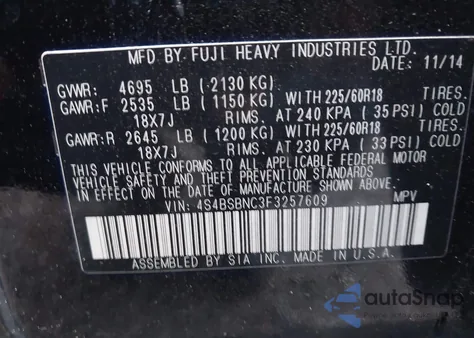 MFD BY FUJI HEAVY INDUSTRIES LTD.
DATE: 11/14
GVWR: 4695 LB (2130 KG)
GAWR:F 2535 LB (1150 KG) WITH 225/60R18 TIRES.
18X7J RIMS. AT 240 KPA (35 PSI) COLD
GAWR:R 2645 LB (1200 KG) WITH 225/60R18 TIRES.
18X7J RIMS. AT 230 KPA (33 PSI) COLD
THIS VEHICLE CONFORMS TO ALL APPLICABLE FEDERAL MOTOR
VEHICLE SAFETY AND THEFT PREVENTION STANDARDS
IN EFFECT ON THE DATE OF MANUFACTURE SHOWN ABOVE.
VIN: 4S4BSBNC3F3257609 MPV
ASSEMBLED BY SIA INC. MADE IN U.S.A.
autoSnap